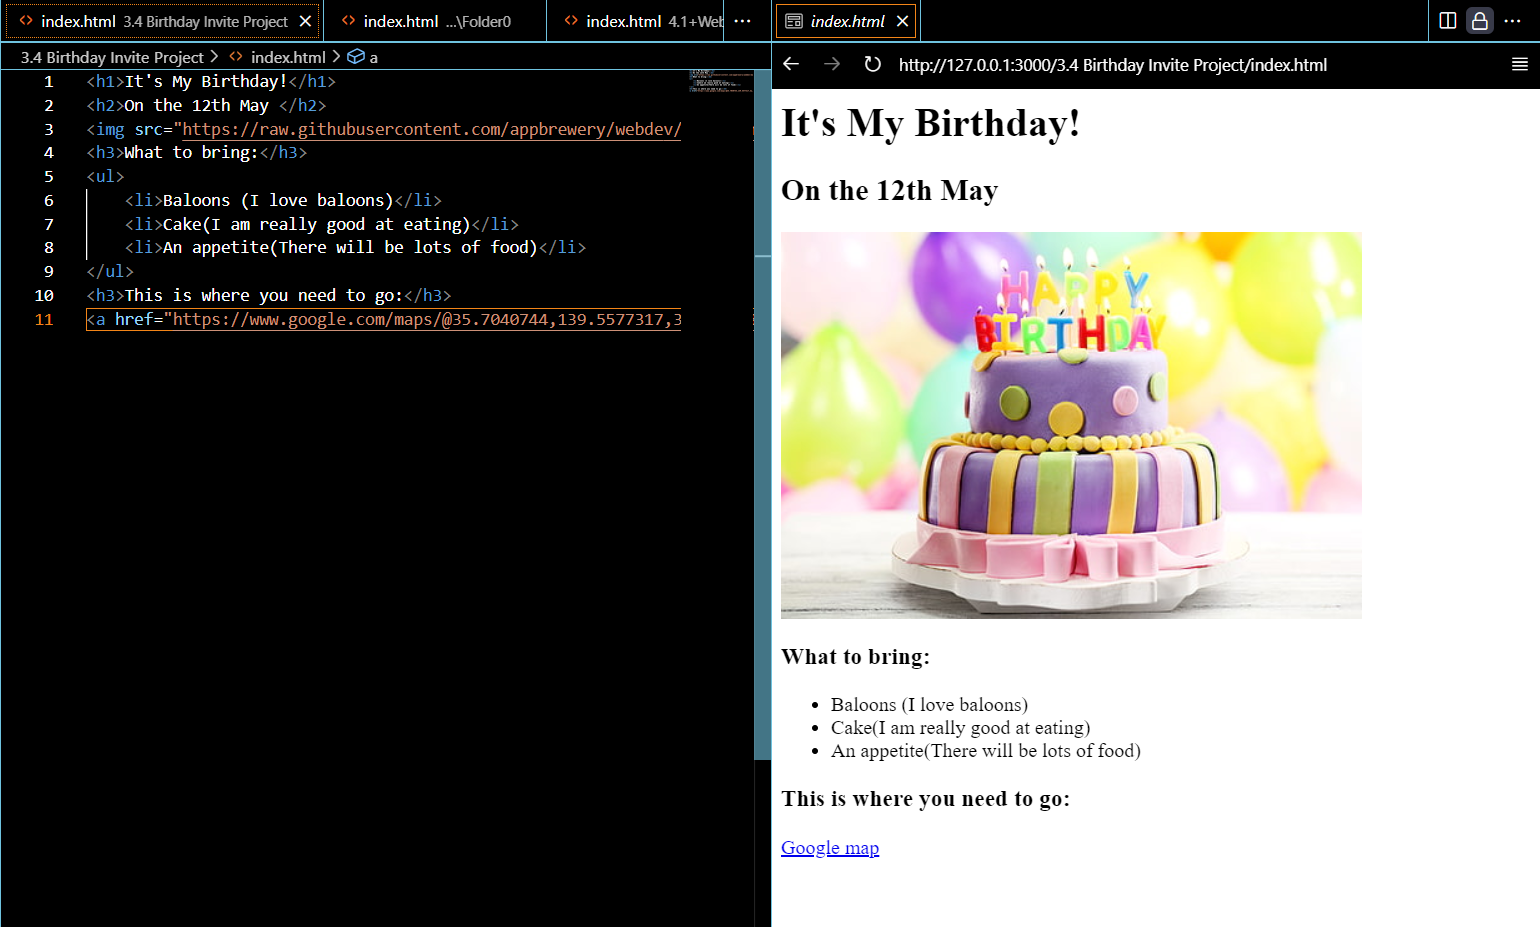 index.html 3.4 Birthday Invite Project
index.html ...\Folder0
index.html 4.1+Web
index.html
3.4 Birthday Invite Project > index.html > a
http://127.0.0.1:3000/3.4 Birthday Invite Project/index.html
1 <h1>It's My Birthday!</h1>
2 <h2>On the 12th May </h2>
3 <img src="https://raw.githubusercontent.com/appbrewery/webdev/
4 <h3>What to bring:</h3>
5 <ul>
6 <li>Baloons (I love baloons)</li>
7 <li>Cake(I am really good at eating)</li>
8 <li>An appetite(There will be lots of food)</li>
9 </ul>
10 <h3>This is where you need to go:</h3>
11 <a href="https://www.google.com/maps/@35.7040744,139.5577317,3
It's My Birthday!
On the 12th May
HAPPY
BIRTHDAY
What to bring:
• Baloons (I love baloons)
• Cake(I am really good at eating)
• An appetite(There will be lots of food)
This is where you need to go:
Google map